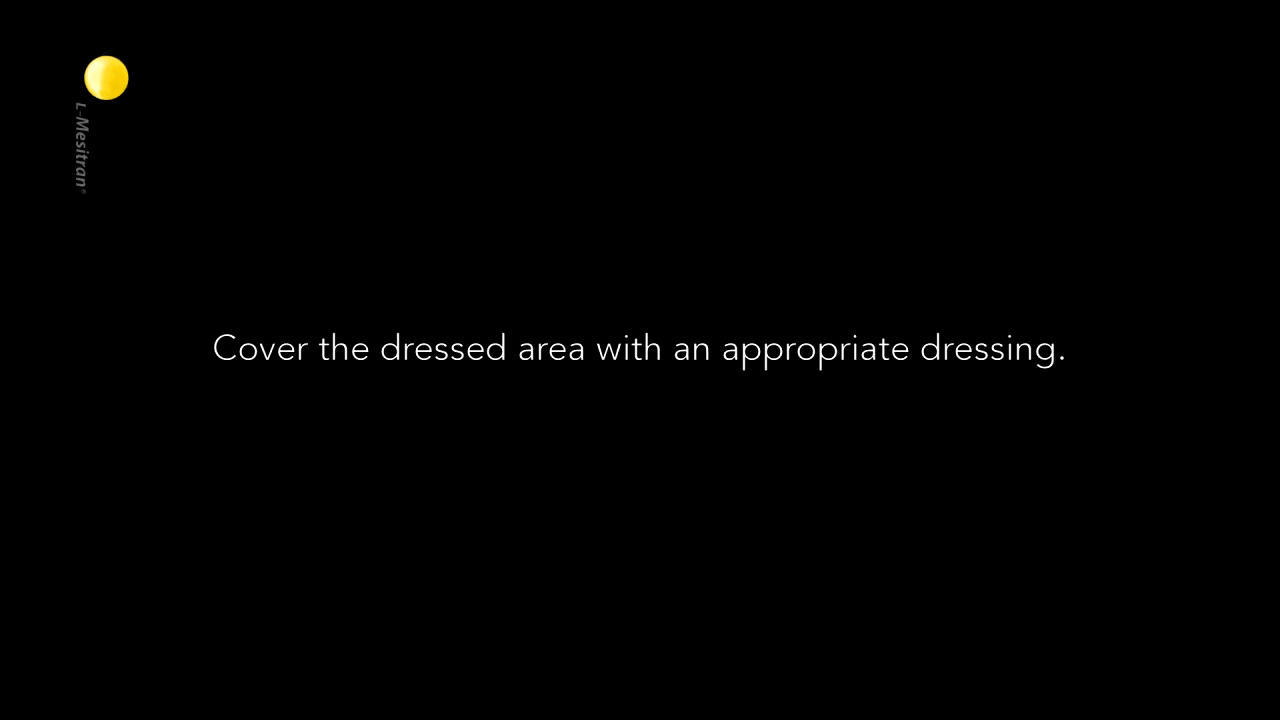 L-Mesitran®
Cover the dressed area with an appropriate dressing.